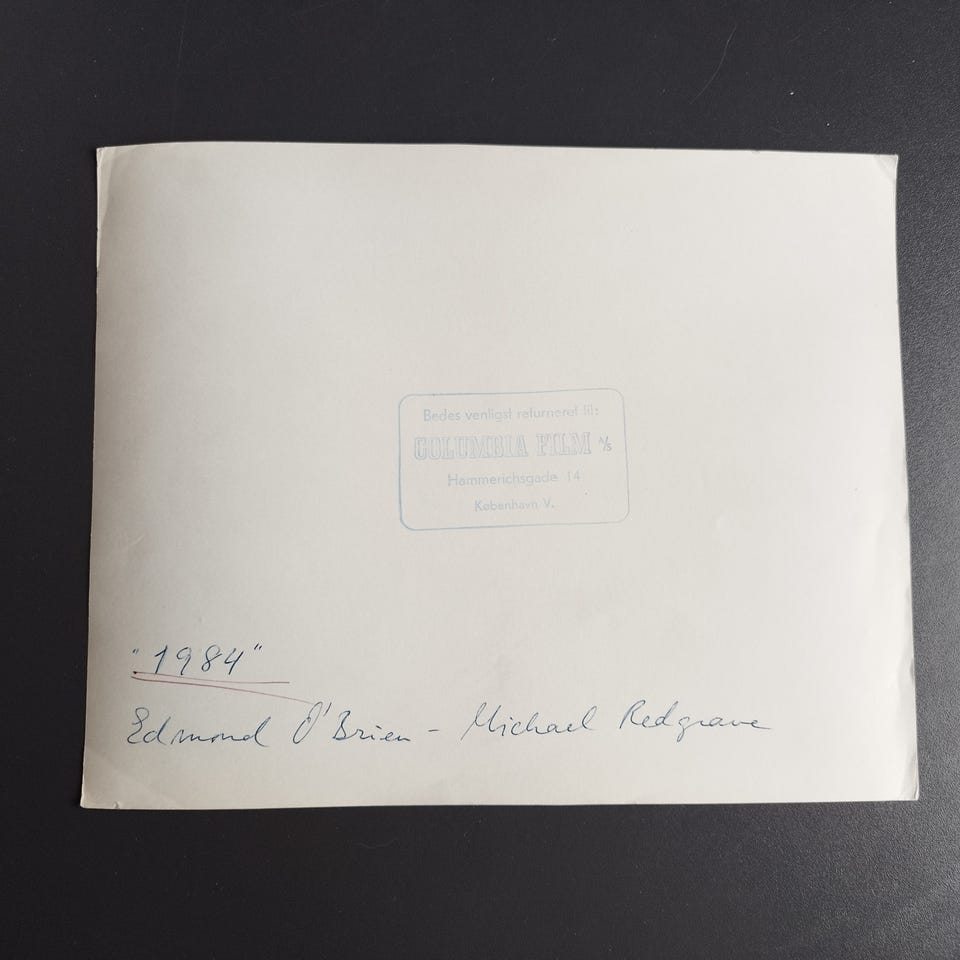 Bedes venligst returneret til:
COLUMBIA FILM A/S
Hammerichsgade 14
København V.
"1984"
Edmond O'Brien - Michael Redgrave